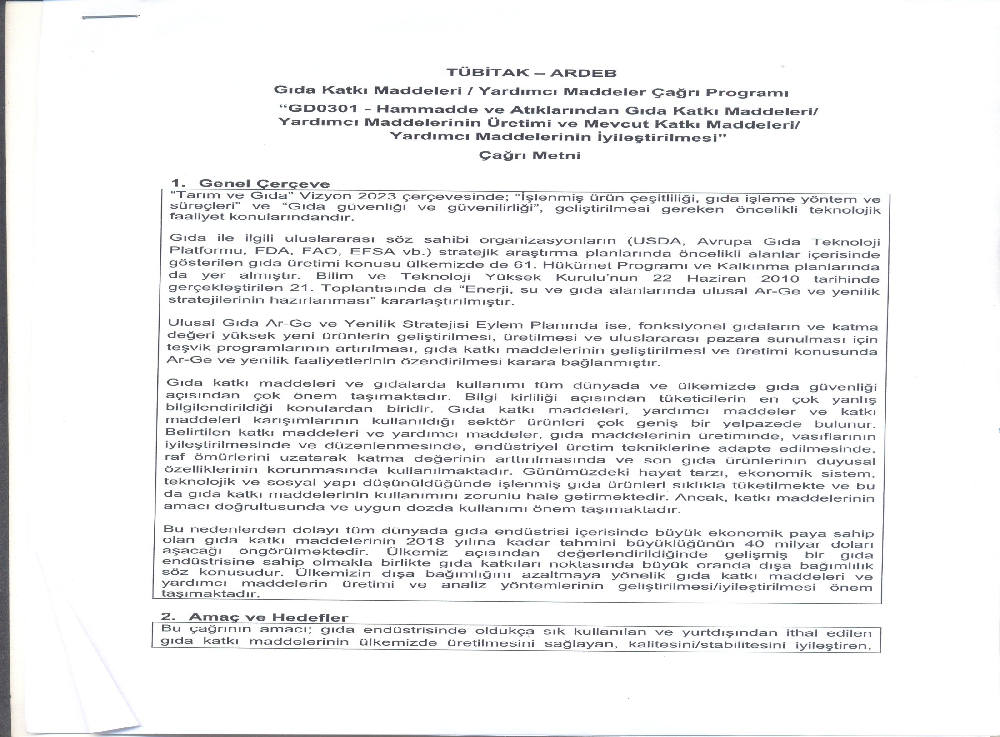 TÜBİTAK – ARDEB
Gıda Katkı Maddeleri / Yardımcı Maddeler Çağrı Programı
“GD0301 - Hammadde ve Atıklarından Gıda Katkı Maddeleri/
Yardımcı Maddelerinin Üretimi ve Mevcut Katkı Maddeleri/
Yardımcı Maddelerinin İyileştirilmesi”
Çağrı Metni
1. Genel Çerçeve
“Tarım ve Gıda” Vizyon 2023 çerçevesinde; “İşlenmiş ürün çeşitliliği, gıda işleme yöntem ve
süreçleri” ve “Gıda güvenliği ve güvenilirliği”, geliştirilmesi gereken öncelikli teknolojik
faaliyet konularındandır.
Gıda ile ilgili uluslararası söz sahibi organizasyonların (USDA, Avrupa Gıda Teknoloji
Platformu, FDA, FAO, EFSA vb.) stratejik araştırma planlarında öncelikli alanlar içerisinde
gösterilen gıda üretimi konusu ülkemizde de 61. Hükümet Programı ve Kalkınma planlarında
da yer almıştır. Bilim ve Teknoloji Yüksek Kurulu’nun 22 Haziran 2010 tarihinde
gerçekleştirilen 21. Toplantısında da “Enerji, su ve gıda alanlarında ulusal Ar-Ge ve yenilik
stratejilerinin hazırlanması” kararlaştırılmıştır.
Ulusal Gıda Ar-Ge ve Yenilik Stratejisi Eylem Planında ise, fonksiyonel gıdaların ve katma
değeri yüksek yeni ürünlerin geliştirilmesi, üretilmesi ve uluslararası pazara sunulması için
teşvik programlarının artırılması, gıda katkı maddelerinin geliştirilmesi ve üretimi konusunda
Ar-Ge ve yenilik faaliyetlerinin özendirilmesi karara bağlanmıştır.
Gıda katkı maddeleri ve gıdalarda kullanımı tüm dünyada ve ülkemizde gıda güvenliği
açısından çok önem taşımaktadır. Bilgi kirliliği açısından tüketicilerin en çok yanlış
bilgilendirildiği konulardan biridir. Gıda katkı maddeleri, yardımcı maddeler ve katkı
maddeleri karışımlarının kullanıldığı sektör ürünleri çok geniş bir yelpazede bulunur.
Belirtilen katkı maddeleri ve yardımcı maddeler, gıda maddelerinin üretiminde, vasıflarının
iyileştirilmesinde ve düzenlenmesinde, endüstriyel üretim tekniklerine adapte edilmesinde,
raf ömürlerini uzatarak katma değerinin arttırılmasında ve son gıda ürünlerinin duyusal
özelliklerinin korunmasında kullanılmaktadır. Günümüzdeki hayat tarzı, ekonomik sistem,
teknolojik ve sosyal yapı düşünüldüğünde işlenmiş gıda ürünleri sıklıkla tüketilmekte ve bu
da gıda katkı maddelerinin kullanımını zorunlu hale getirmektedir. Ancak, katkı maddelerinin
amacı doğrultusunda ve uygun dozda kullanımı önem taşımaktadır.
Bu nedenlerden dolayı tüm dünyada gıda endüstrisi içerisinde büyük ekonomik paya sahip
olan gıda katkı maddelerinin 2018 yılına kadar tahmini büyüklüğünün 40 milyar doları
aşacağı öngörülmektedir. Ülkemiz açısından değerlendirildiğinde gelişmiş bir gıda
endüstrisine sahip olmakla birlikte gıda katkıları noktasında büyük oranda dışa bağımlılık
söz konusudur. Ülkemizin dışa bağımlığını azaltmaya yönelik gıda katkı maddeleri ve
yardımcı maddelerin üretimi ve analiz yöntemlerinin geliştirilmesi/iyileştirilmesi önem
taşımaktadır.
2. Amaç ve Hedefler
Bu çağrının amacı; gıda endüstrisinde oldukça sık kullanılan ve yurtdışından ithal edilen
gıda katkı maddelerinin ülkemizde üretilmesini sağlayan, kalitesini/stabilitesini iyileştiren,